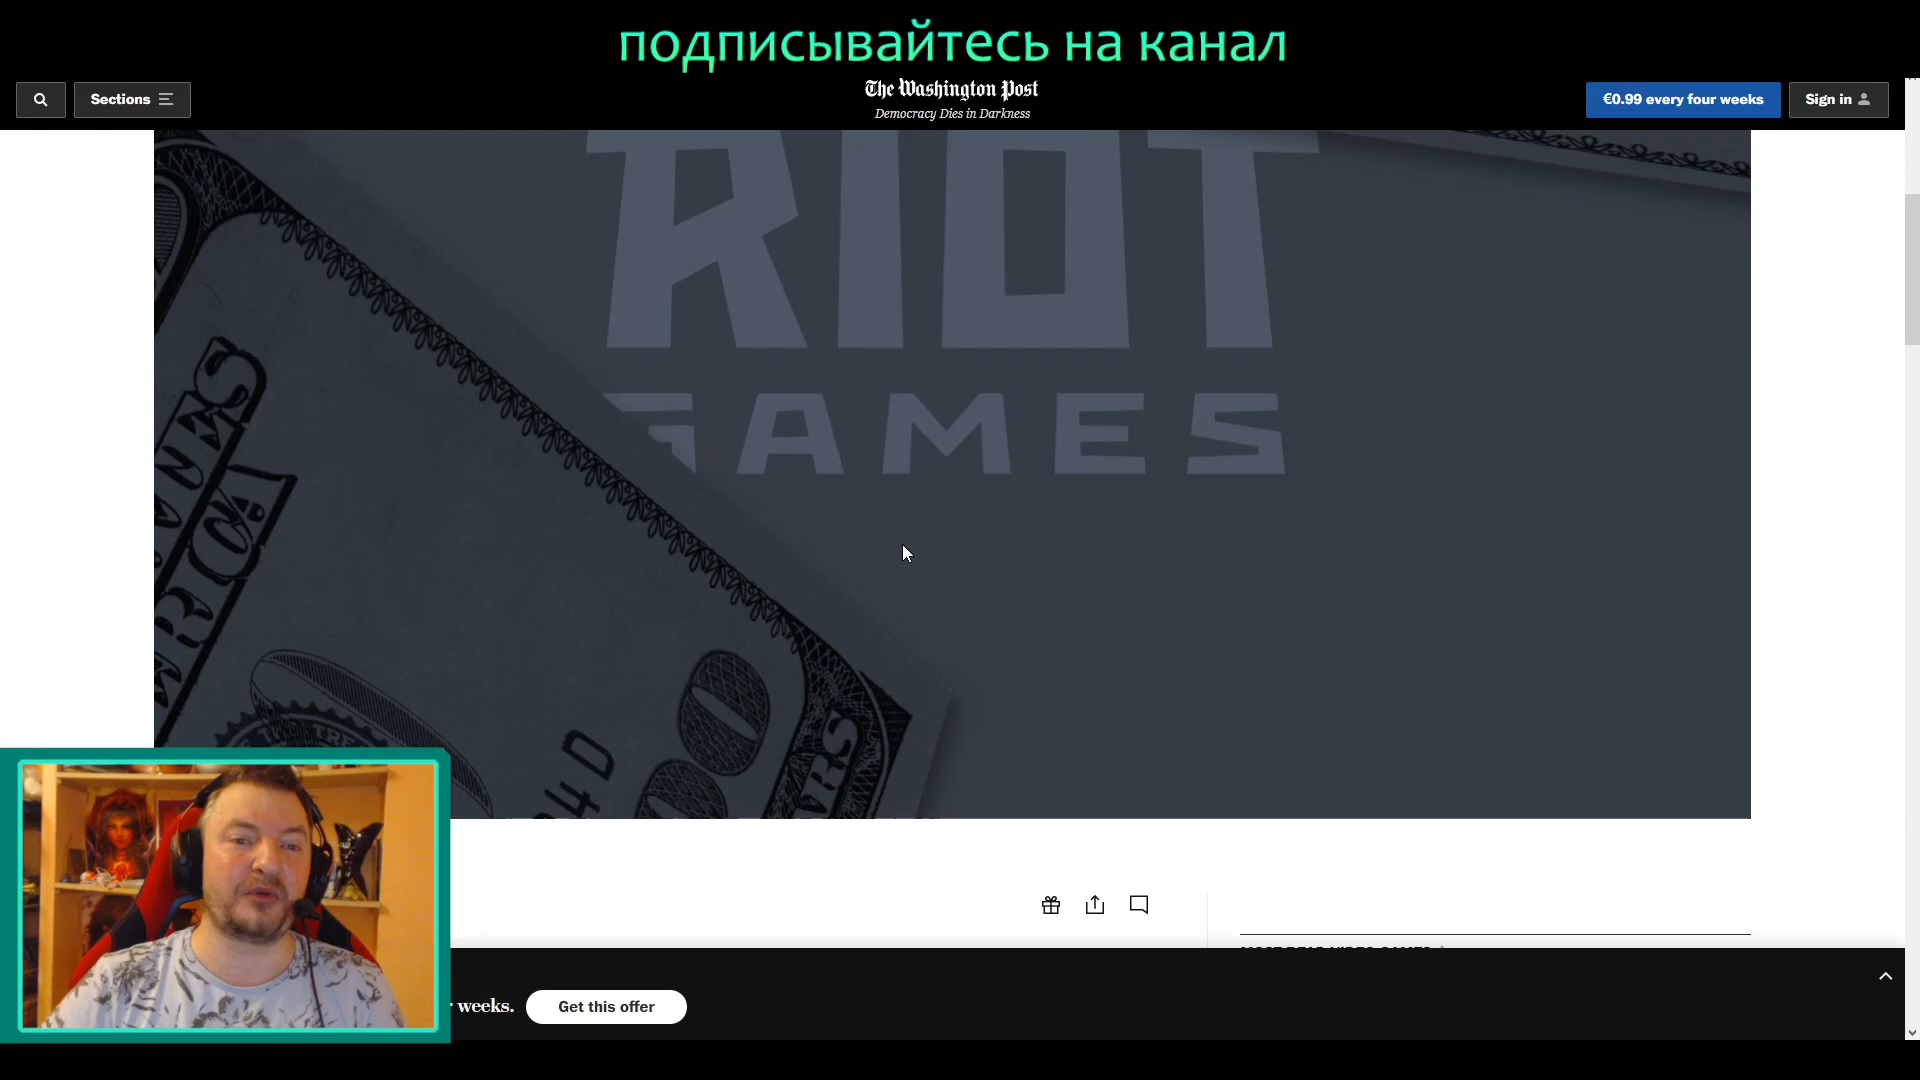 подписывайтесь на канал
Sections
The Washington Post
Democracy Dies in Darkness
€0.99 every four weeks
Sign in
RIOT
GAMES
weeks.
Get this offer